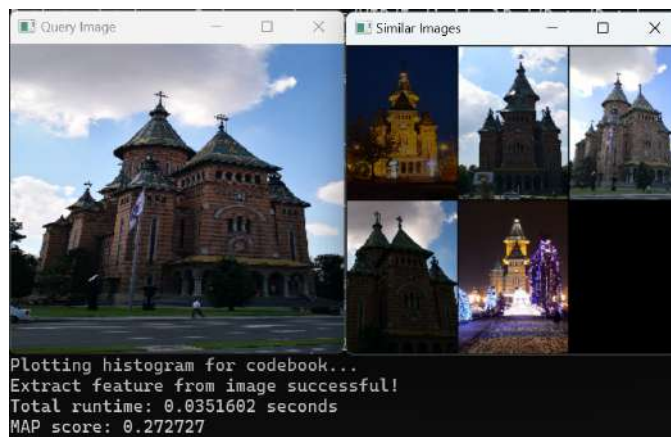 Query Image
Similar Images
Plotting histogram for codebook...
Extract feature from image successful!
Total runtime: 0.0351602 seconds
MAP score: 0.272727